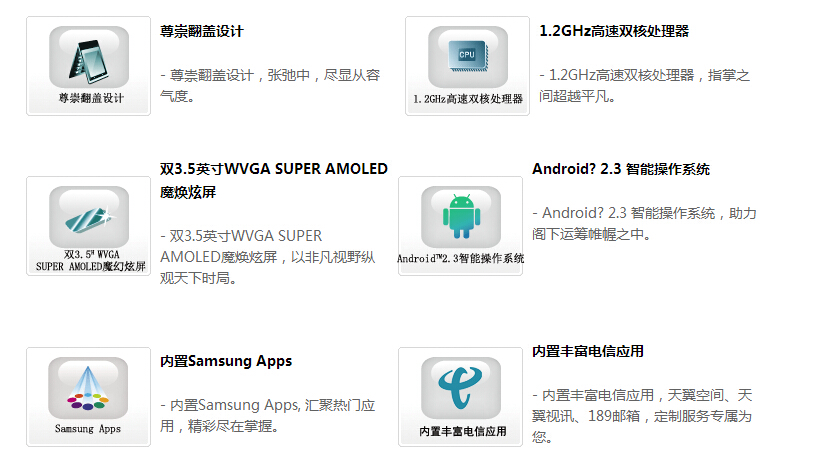 尊崇翻盖设计
尊崇翻盖设计
- 尊崇翻盖设计，张弛中，尽显从容
气度。
1.2GHz高速双核处理器
CPU
1.2GHz高速双核处理器
- 1.2GHz高速双核处理器，指掌之
间超越平凡。
双3.5英寸WVGA SUPER AMOLED
魔焕炫屏
双3.5" WVGA
SUPER AMOLED魔幻炫屏
- 双3.5英寸WVGA SUPER
AMOLED魔焕炫屏，以非凡视野纵
观天下时局。
Android? 2.3 智能操作系统
Android™2.3智能操作系统
- Android? 2.3 智能操作系统，助力
阁下运筹帷幄之中。
内置Samsung Apps
Samsung Apps
- 内置Samsung Apps, 汇聚热门应
用，精彩尽在掌握。
内置丰富电信应用
内置丰富电信应用
- 内置丰富电信应用，天翼空间、天
翼视讯、189邮箱，定制服务专属为
您。